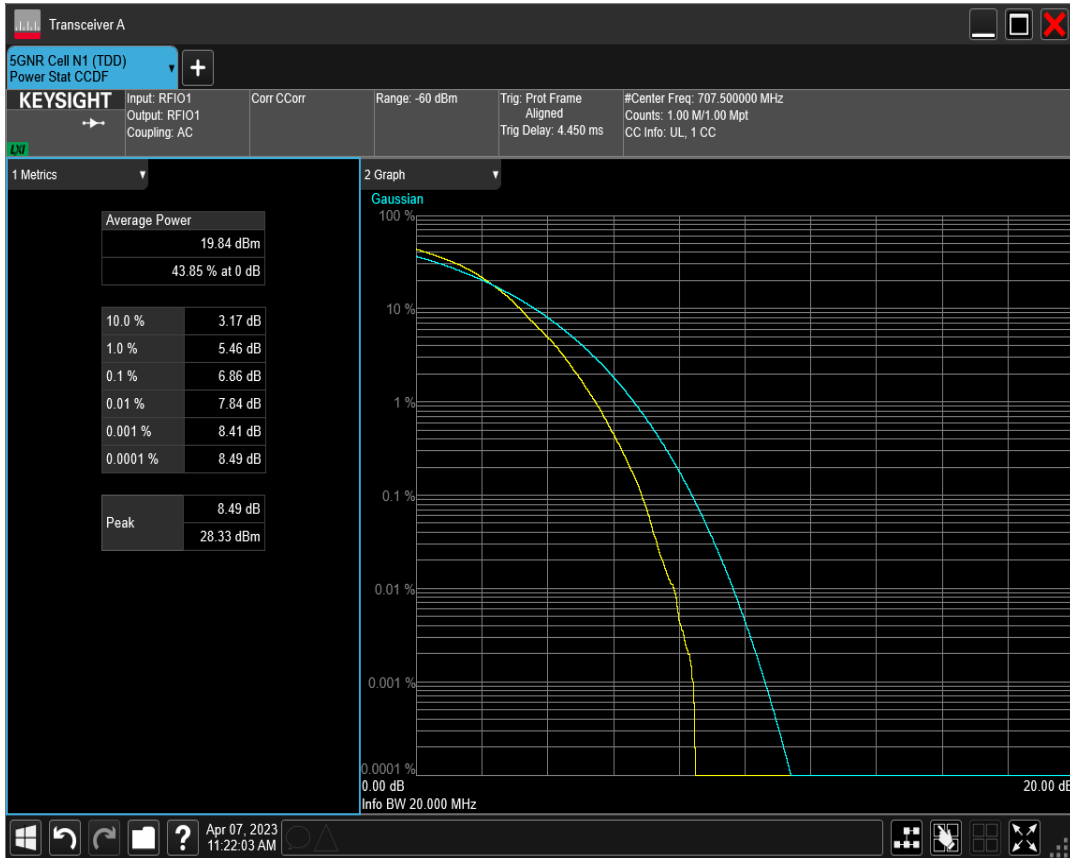 Transceiver A
5GNR Cell N1 (TDD)
Power Stat CCDF
+
KEYSIGHT
LXI
Input: RFIO1
Output: RFIO1
Coupling: AC
Corr CCorr
Range: -60 dBm
Trig: Prot Frame
Aligned
Trig Delay: 4.450 ms
#Center Freq: 707.500000 MHz
Counts: 1.00 M/1.00 Mpt
CC Info: UL, 1 CC
1 Metrics
Average Power
19.84 dBm
43.85 % at 0 dB
10.0 % 3.17 dB
1.0 % 5.46 dB
0.1 % 6.86 dB
0.01 % 7.84 dB
0.001 % 8.41 dB
0.0001 % 8.49 dB
Peak
8.49 dB
28.33 dBm
2 Graph
Gaussian
100 %
10 %
1 %
0.1 %
0.01 %
0.001 %
0.0001 %
0.00 dB 20.00 dB
Info BW 20.000 MHz
?
Apr 07, 2023
11:22:03 AM